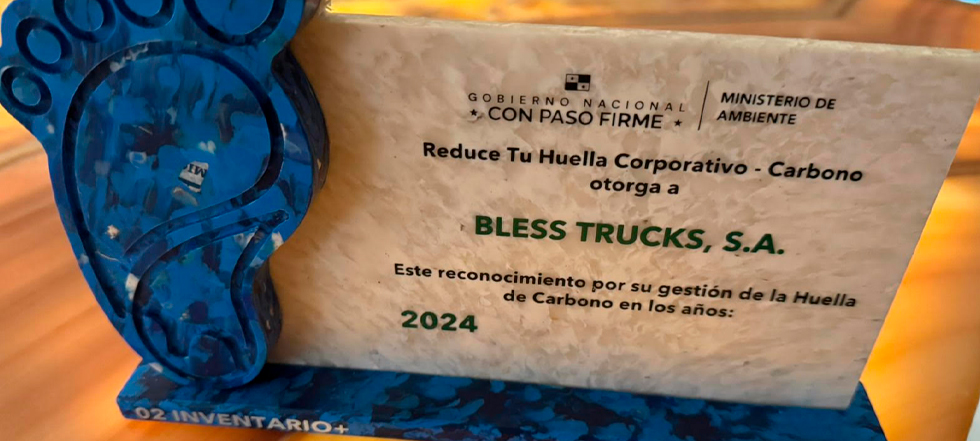 GOBIERNO NACIONAL
★ CON PASO FIRME ★
MINISTERIO DE
AMBIENTE
Reduce Tu Huella Corporativo - Carbono
otorga a
BLESS TRUCKS, S.A.
Este reconocimiento por su gestión de la Huella
de Carbono en los años:
2024
02 INVENTARIO+